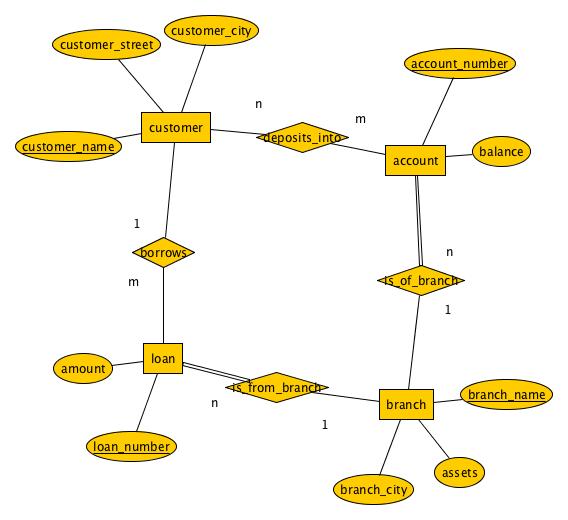 customer_city
customer_street
account_number
n
m
customer
deposits_into
customer_name
account
balance
1
borrows
n
m
is_of_branch
1
loan
amount
is_from_branch
branch_name
n
branch
1
loan_number
assets
branch_city